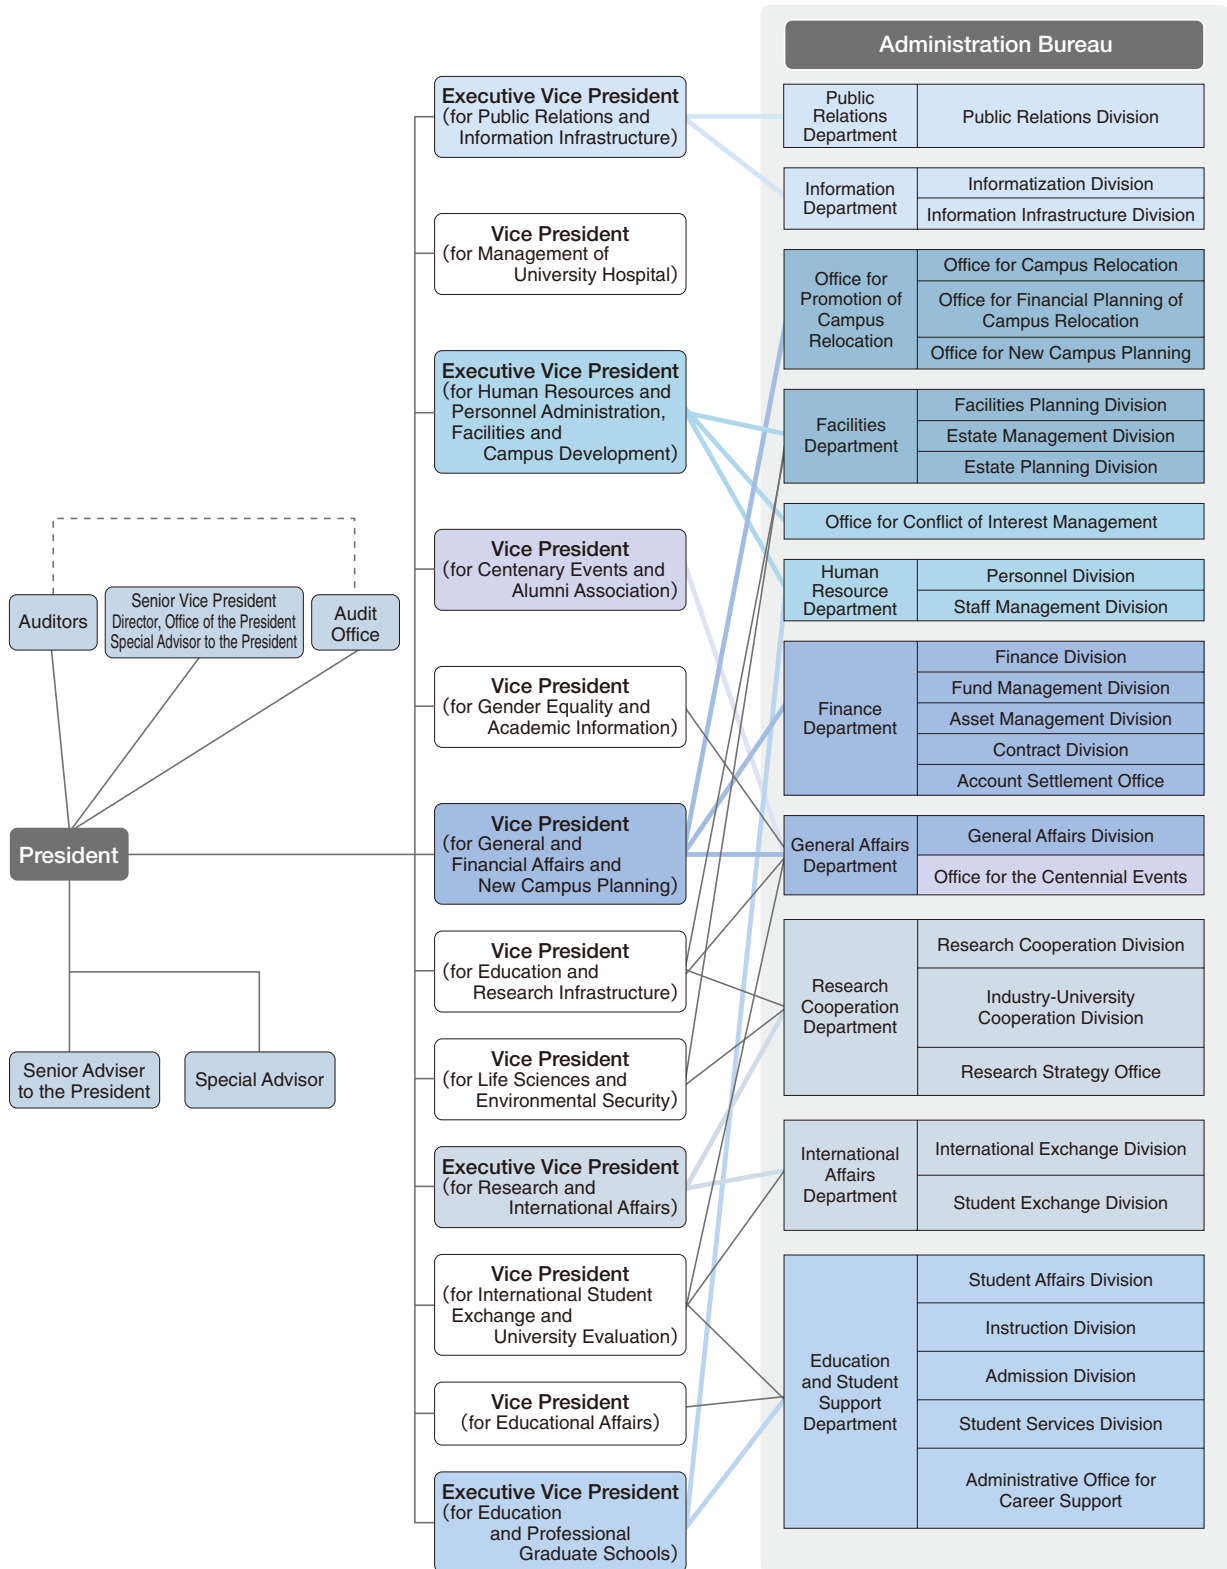 Administration Bureau
Executive Vice President
(for Public Relations and
Information Infrastructure)
Vice President
(for Management of
University Hospital)
Executive Vice President
(for Human Resources and
Personnel Administration,
Facilities and
Campus Development)
Vice President
(for Centenary Events and
Alumni Association)
Vice President
(for Gender Equality and
Academic Information)
Vice President
(for General and
Financial Affairs and
New Campus Planning)
Vice President
(for Education and
Research Infrastructure)
Vice President
(for Life Sciences and
Environmental Security)
Executive Vice President
(for Research and
International Affairs)
Vice President
(for International Student
Exchange and
University Evaluation)
Vice President
(for Educational Affairs)
Executive Vice President
(for Education
and Professional
Graduate Schools)
Auditors
Senior Vice President
Director, Office of the President
Special Advisor to the President
Audit
Office
President
Senior Adviser
to the President
Special Advisor
Public
Relations
Department
Public Relations Division
Information
Department
Informatization Division
Information Infrastructure Division
Office for
Promotion of
Campus
Relocation
Office for Campus Relocation
Office for Financial Planning of
Campus Relocation
Office for New Campus Planning
Facilities
Department
Facilities Planning Division
Estate Management Division
Estate Planning Division
Office for Conflict of Interest Management
Human
Resource
Department
Personnel Division
Staff Management Division
Finance
Department
Finance Division
Fund Management Division
Asset Management Division
Contract Division
Account Settlement Office
General Affairs
Department
General Affairs Division
Office for the Centennial Events
Research
Cooperation
Department
Research Cooperation Division
Industry-University
Cooperation Division
Research Strategy Office
International
Affairs
Department
International Exchange Division
Student Exchange Division
Education
and Student
Support
Department
Student Affairs Division
Instruction Division
Admission Division
Student Services Division
Administrative Office for
Career Support